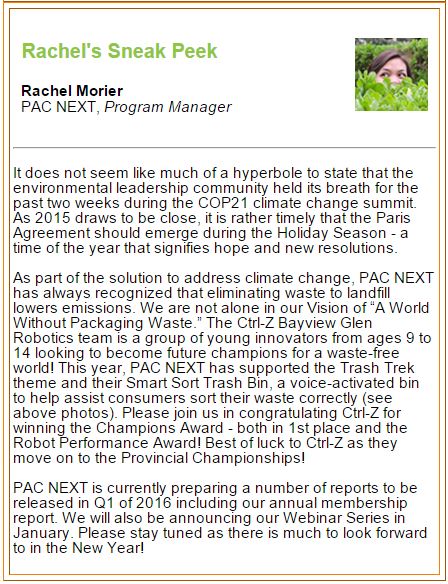 Rachel's Sneak Peek
Rachel Morier
PAC NEXT, Program Manager
It does not seem like much of a hyperbole to state that the
environmental leadership community held its breath for the
past two weeks during the COP21 climate change summit.
As 2015 draws to be close, it is rather timely that the Paris
Agreement should emerge during the Holiday Season - a
time of the year that signifies hope and new resolutions.
As part of the solution to address climate change, PAC NEXT
has always recognized that eliminating waste to landfill
lowers emissions. We are not alone in our Vision of “A World
Without Packaging Waste.” The Ctrl-Z Bayview Glen
Robotics team is a group of young innovators from ages 9 to
14 looking to become future champions for a waste-free
world! This year, PAC NEXT has supported the Trash Trek
theme and their Smart Sort Trash Bin, a voice-activated bin
to help assist consumers sort their waste correctly (see
above photos). Please join us in congratulating Ctrl-Z for
winning the Champions Award - both in 1st place and the
Robot Performance Award! Best of luck to Ctrl-Z as they
move on to the Provincial Championships!
PAC NEXT is currently preparing a number of reports to be
released in Q1 of 2016 including our annual membership
report. We will also be announcing our Webinar Series in
January. Please stay tuned as there is much to look forward
to in the New Year!